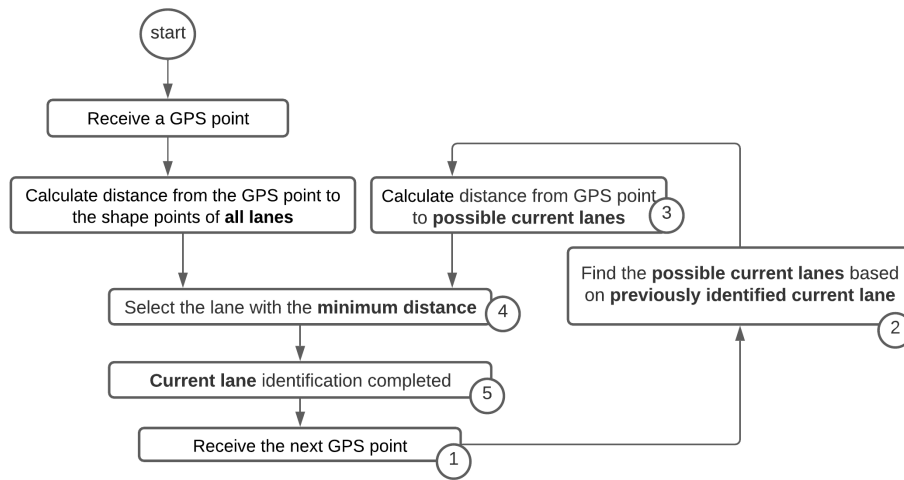 start
Receive a GPS point
Calculate distance from the GPS point to
the shape points of all lanes
Calculate distance from GPS point
to possible current lanes
3
Find the possible current lanes based
on previously identified current lane
2
Select the lane with the minimum distance
4
Current lane identification completed
5
Receive the next GPS point
1